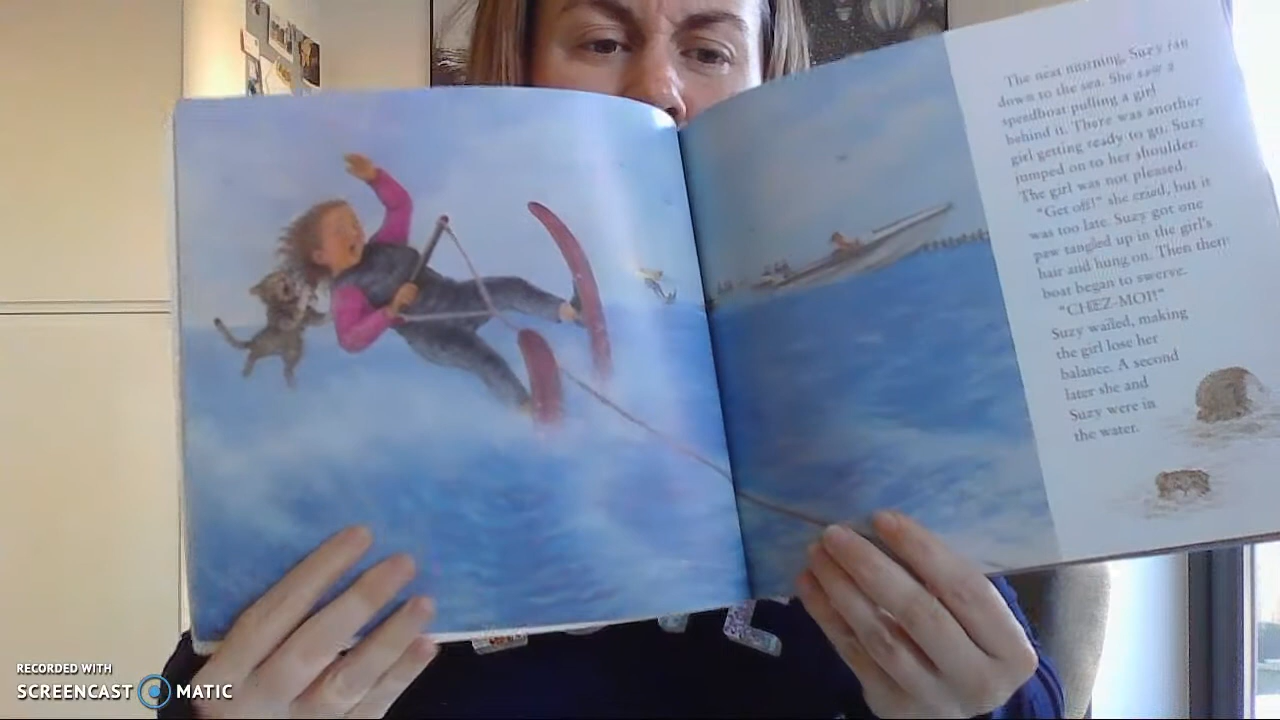 The next morning, Suzy ran
down to the sea. She saw a
speedboat pulling a girl
behind it. There was another
girl getting ready to go. Suzy
jumped on to her shoulder.
The girl was not pleased.
"Get off!" she cried, but it
was too late. Suzy got one
paw tangled up in the girl's
hair and hung on. Then their
boat began to swerve.
"CHEZ-MOI!"
Suzy wailed, making
the girl lose her
balance. A second
later she and
Suzy were in
the water.
RECORDED WITH
SCREENCAST MATIC